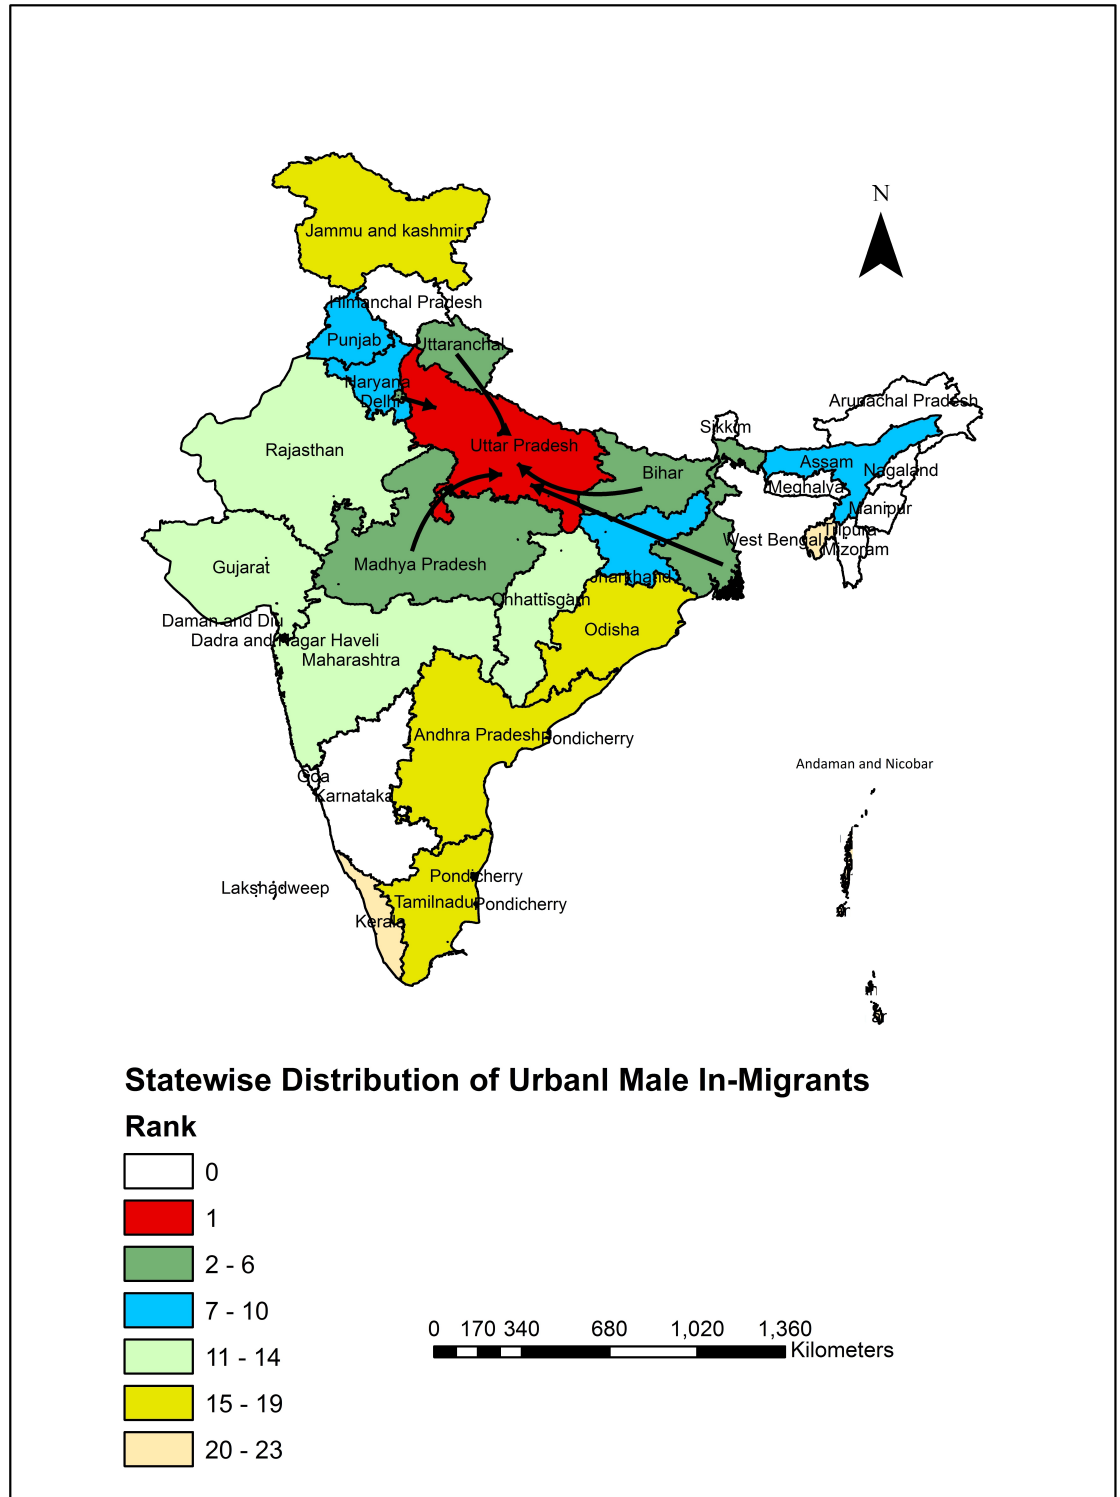 N
Jammu and kashmir
Himanchal Pradesh
Punjab
Uttaranchal
Haryana
Delhi
Arunachal Pradesh
Sikkim
Uttar Pradesh
Rajasthan
Bihar
Assam
Nagaland
Meghalya
Manipur
Tripura
West Bengal
Mizoram
Madhya Pradesh
Gujarat
Jharkhand
Chhattisgarh
Daman and Diu
Odisha
Dadra and Nagar Haveli
Maharashtra
Andhra Pradesh
Pondicherry
Andaman and Nicobar
Goa
Karnataka
Pondicherry
Lakshadweep
Tamilnadu
Pondicherry
Kerala
Statewise Distribution of Urbanl Male In-Migrants
Rank
0
1
2 - 6
7 - 10
11 - 14
15 - 19
20 - 23
0 170 340 680 1,020 1,360
Kilometers